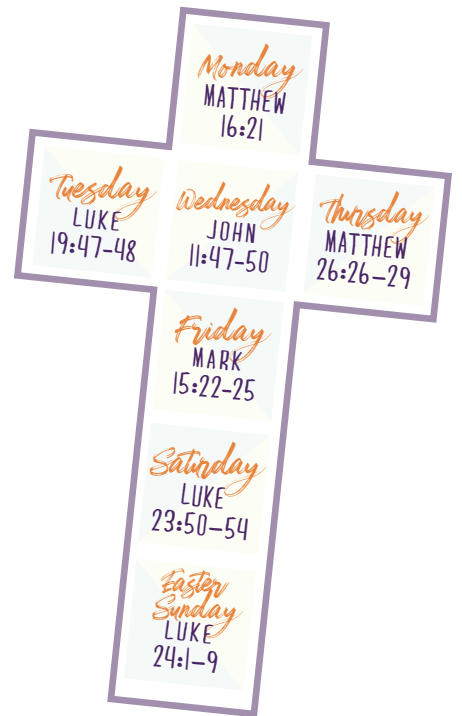 Monday
MATTHEW
16:21
Tuesday
LUKE
19:47–48
Wednesday
JOHN
11:47–50
Thursday
MATTHEW
26:26–29
Friday
MARK
15:22–25
Saturday
LUKE
23:50–54
Easter
Sunday
LUKE
24:1–9